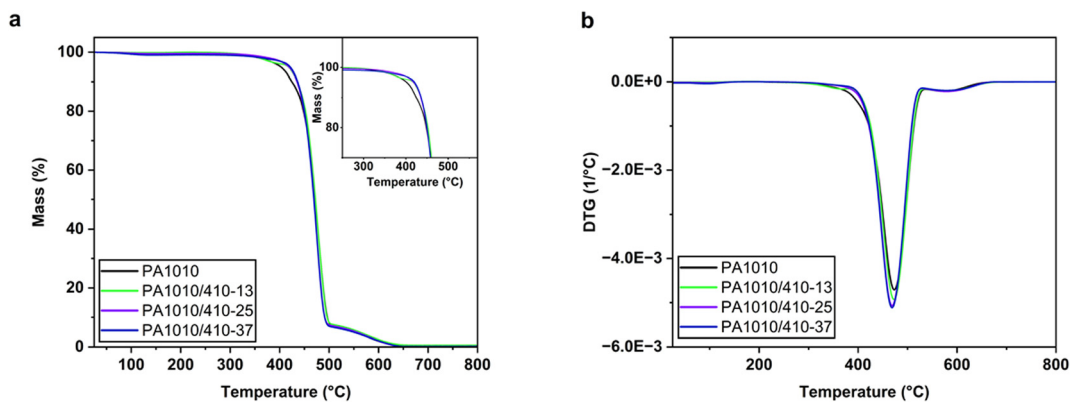 a
100
80
60
40
20
0
Mass (%)
100
80
Mass (%)
300 400 500
Temperature (°C)
PA1010
PA1010/410-13
PA1010/410-25
PA1010/410-37
100 200 300 400 500 600 700 800
Temperature (°C)
b
0.0E+0
−2.0E−3
−4.0E−3
−6.0E−3
DTG (1/°C)
PA1010
PA1010/410-13
PA1010/410-25
PA1010/410-37
200 400 600 800
Temperature (°C)